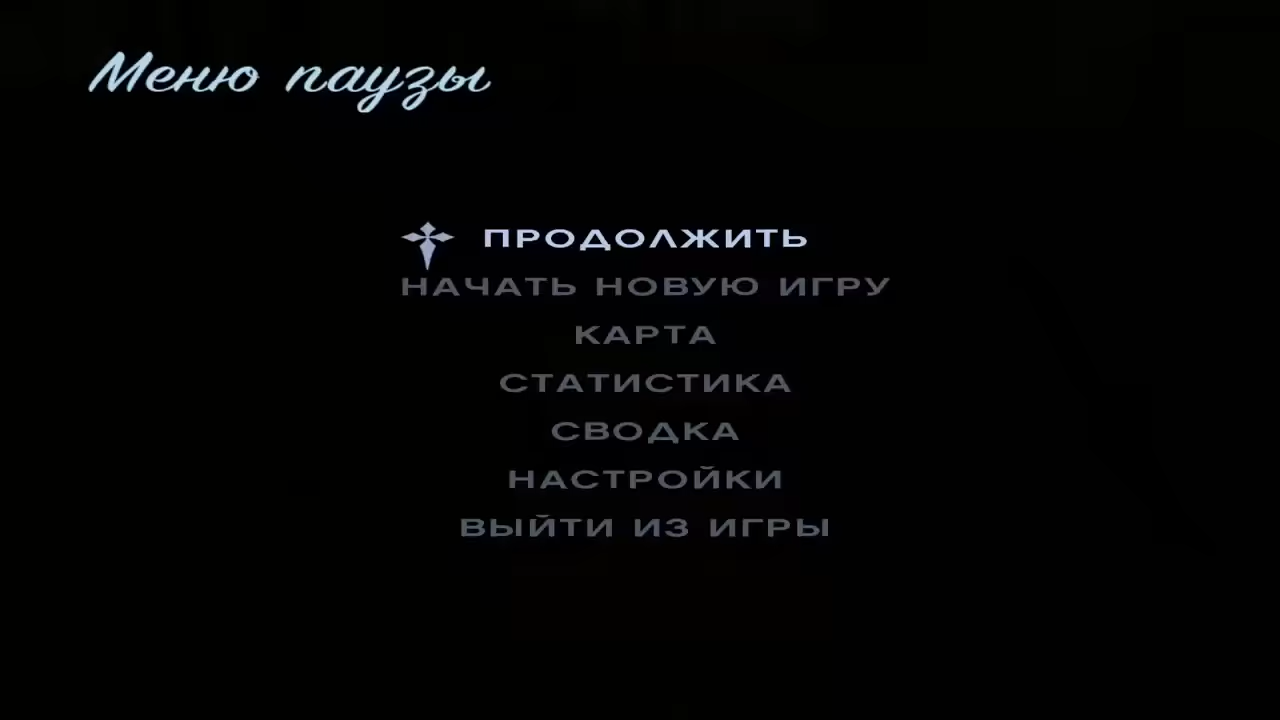 Меню паузы
ПРОДОЛЖИТЬ
НАЧАТЬ НОВУЮ ИГРУ
КАРТА
СТАТИСТИКА
СВОДКА
НАСТРОЙКИ
ВЫЙТИ ИЗ ИГРЫ